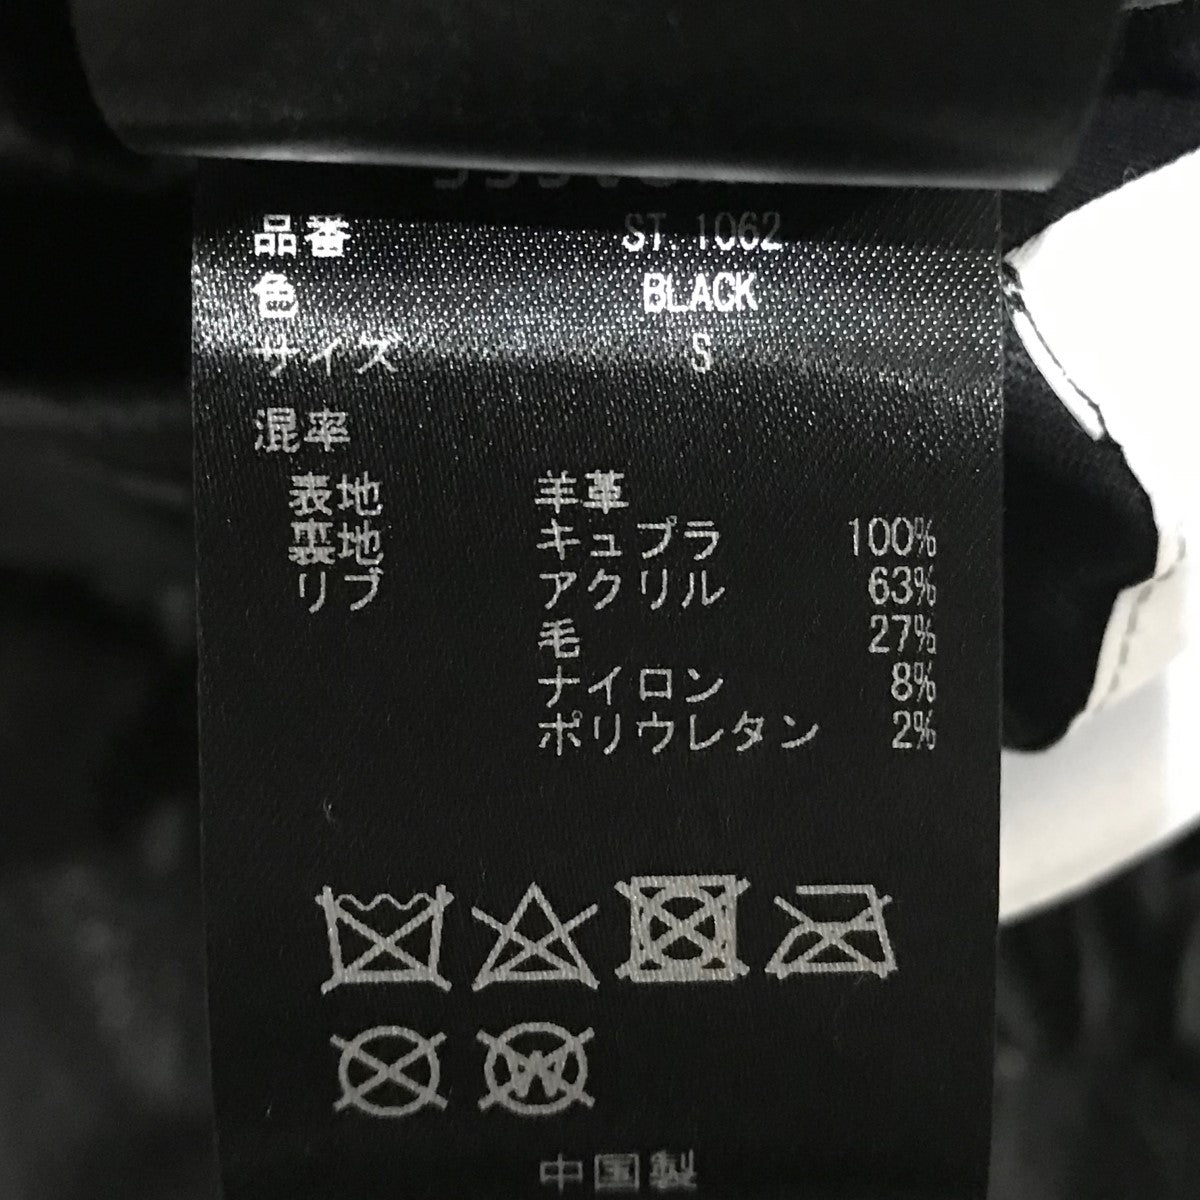 品番 ST.1062
色 BLACK
サイズ S
混率
表地 羊革
裏地 キュプラ 100%
リブ アクリル 63%
毛 27%
ナイロン 8%
ポリウレタン 2%
W
中国製